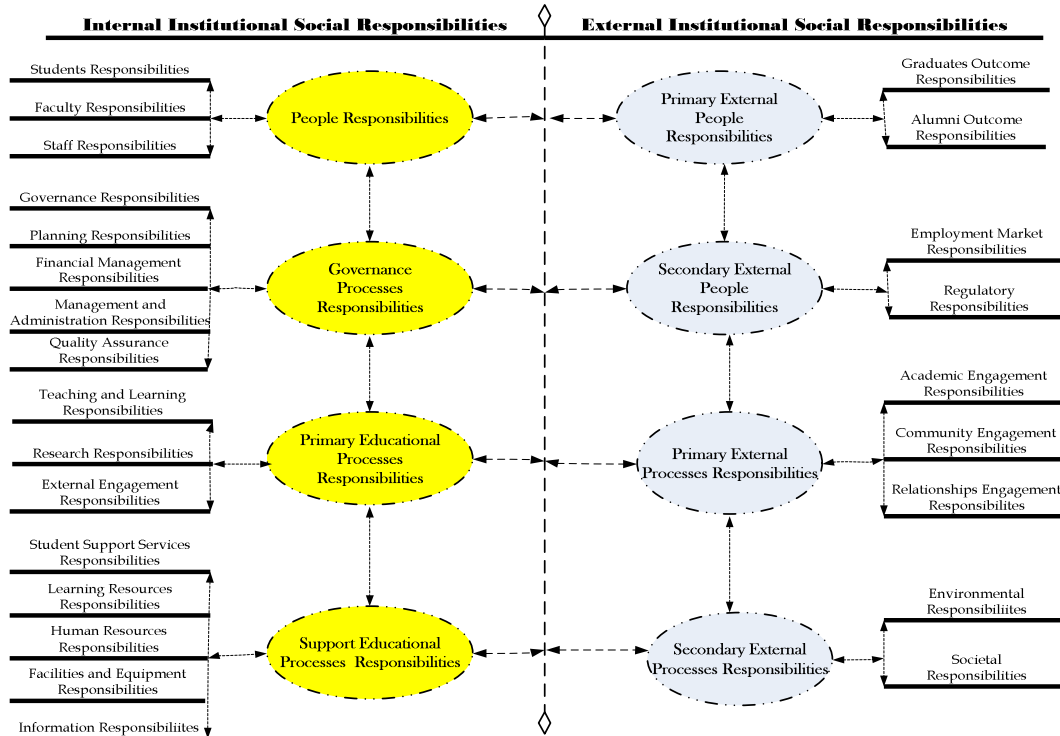 Internal Institutional Social Responsibilities
External Institutional Social Responsibilities
Students Responsibilities
Faculty Responsibilities
Staff Responsibilities
People Responsibilities
Primary External
People
Responsibilities
Graduates Outcome
Responsibilities
Alumni Outcome
Responsibilities
Governance Responsibilities
Planning Responsibilities
Financial Management
Responsibilities
Management and
Administration Responsibilities
Quality Assurance
Responsibilities
Governance
Processes
Responsibilities
Secondary External
People
Responsibilities
Employment Market
Responsibilities
Regulatory
Responsibilities
Teaching and Learning
Responsibilities
Research Responsibilities
External Engagement
Responsibilities
Primary Educational
Processes
Responsibilities
Primary External
Processes Responsibilities
Academic Engagement
Responsibilities
Community Engagement
Responsibilities
Relationships Engagement
Responsibilites
Student Support Services
Responsibilities
Learning Resources
Responsibilities
Human Resources
Responsibilities
Facilities and Equipment
Responsibilities
Information Responsibiliites
Support Educational
Processes Responsibilities
Secondary External
Processes Responsibilities
Environmental
Responsibiliites
Societal
Responsibilities